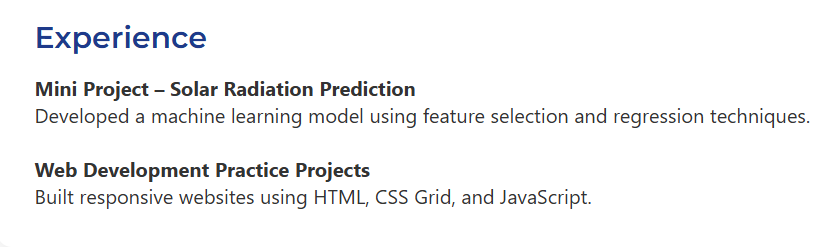 Experience
Mini Project – Solar Radiation Prediction
Developed a machine learning model using feature selection and regression techniques.
Web Development Practice Projects
Built responsive websites using HTML, CSS Grid, and JavaScript.